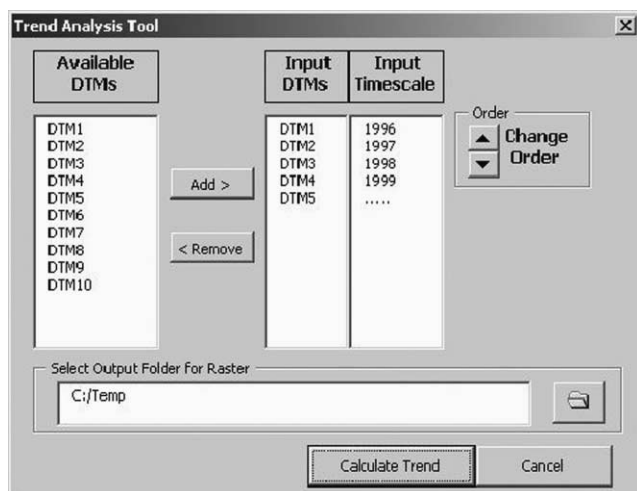 Trend Analysis Tool
Available
DTMs
Input
DTMs
Input
Timescale
DTM1
DTM2
DTM3
DTM4
DTM5
DTM6
DTM7
DTM8
DTM9
DTM10
Add >
< Remove
DTM1 1996
DTM2 1997
DTM3 1998
DTM4 1999
DTM5 .....
Order
Change
Order
Select Output Folder for Raster
C:/Temp
Calculate Trend
Cancel